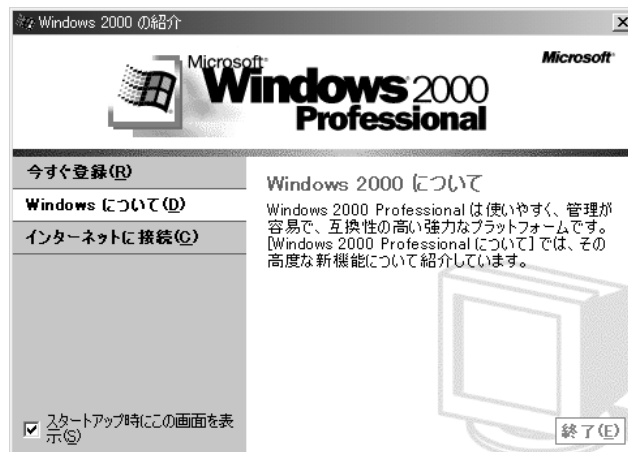 Windows 2000 の紹介
Microsoft
Windows 2000
Professional
Microsoft
今すぐ登録(R)
Windows について(D)
インターネットに接続(C)
Windows 2000 について
Windows 2000 Professional は使いやすく、管理が
容易で、互換性の高い強力なプラットフォームです。
[Windows 2000 Professional について] では、その
高度な新機能について紹介しています。
スタートアップ時にこの画面を表
示(S)
終了(E)